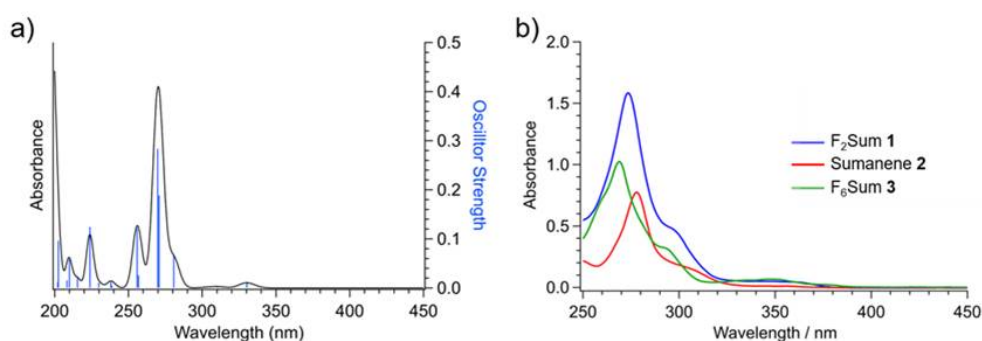 a)
Absorbance
0.5
0.4
0.3
0.2
0.1
0.0
Oscilltor Strength
200 250 300 350 400 450
Wavelength (nm)
b)
Absorbance
2.0
1.5
1.0
0.5
0.0
F₂Sum 1
Sumanene 2
F₆Sum 3
250 300 350 400 450
Wavelength / nm